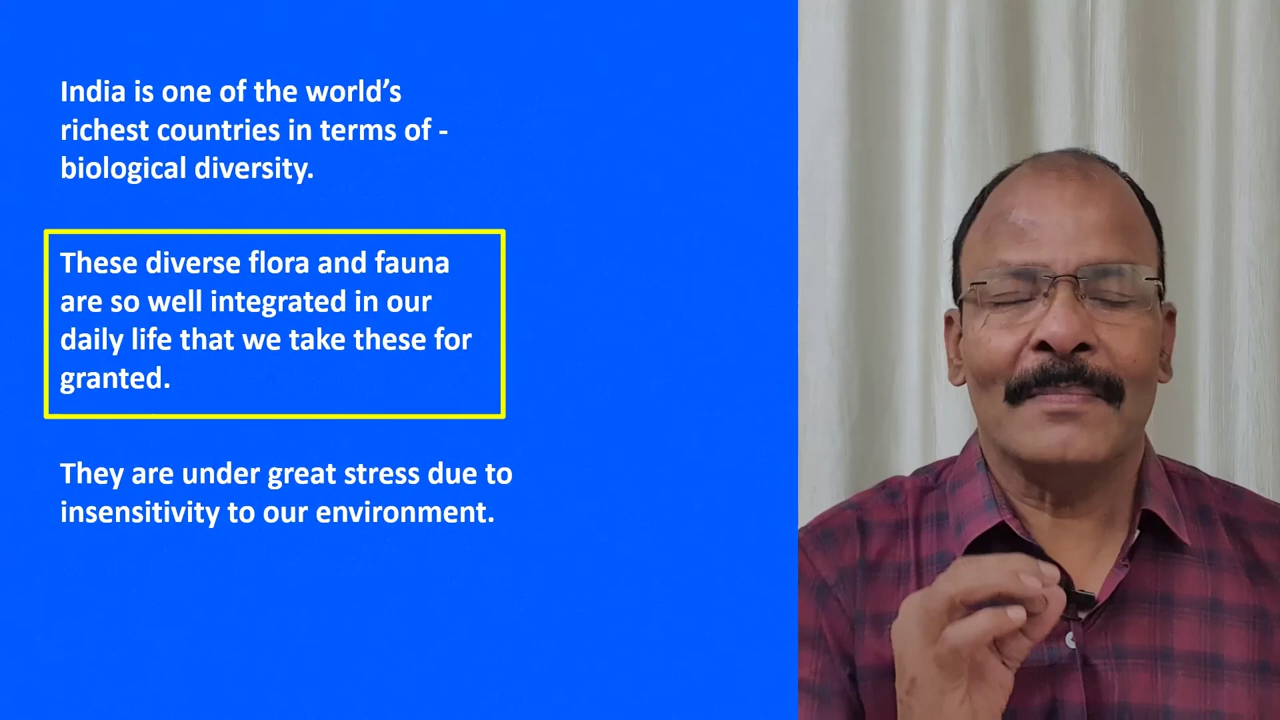 India is one of the world’s
richest countries in terms of -
biological diversity.
These diverse flora and fauna
are so well integrated in our
daily life that we take these for
granted.
They are under great stress due to
insensitivity to our environment.